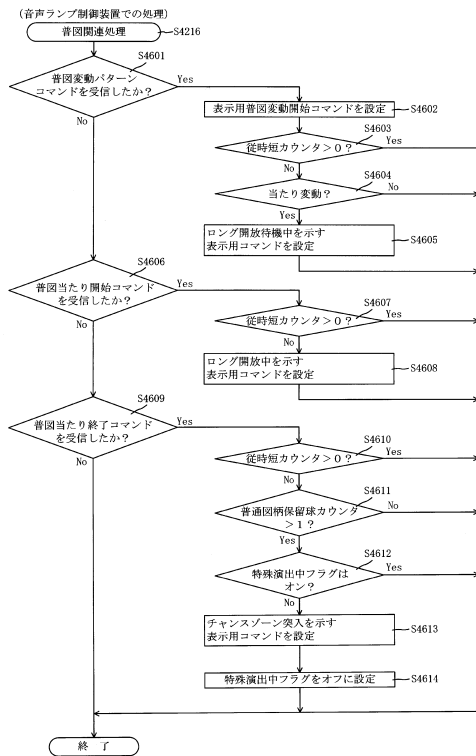 (音声ランプ制御装置での処理)
普図関連処理
S4216
S4601
普図変動パターン
コマンドを受信したか？
Yes
No
表示用普図変動開始コマンドを設定
S4602
S4603
従時短カウンタ＞０？
Yes
No
S4604
当たり変動？
No
Yes
ロング開放待機中を示す
表示用コマンドを設定
S4605
S4606
普図当たり開始コマンド
を受信したか？
Yes
No
S4607
従時短カウンタ＞０？
Yes
No
ロング開放中を示す
表示用コマンドを設定
S4608
S4609
普図当たり終了コマンド
を受信したか？
Yes
No
S4610
従時短カウンタ＞０？
Yes
No
S4611
普通図柄保留球カウンタ
＞１？
No
Yes
S4612
特殊演出中フラグは
オン？
Yes
No
チャンスゾーン突入を示す
表示用コマンドを設定
S4613
特殊演出中フラグをオフに設定
S4614
終 了